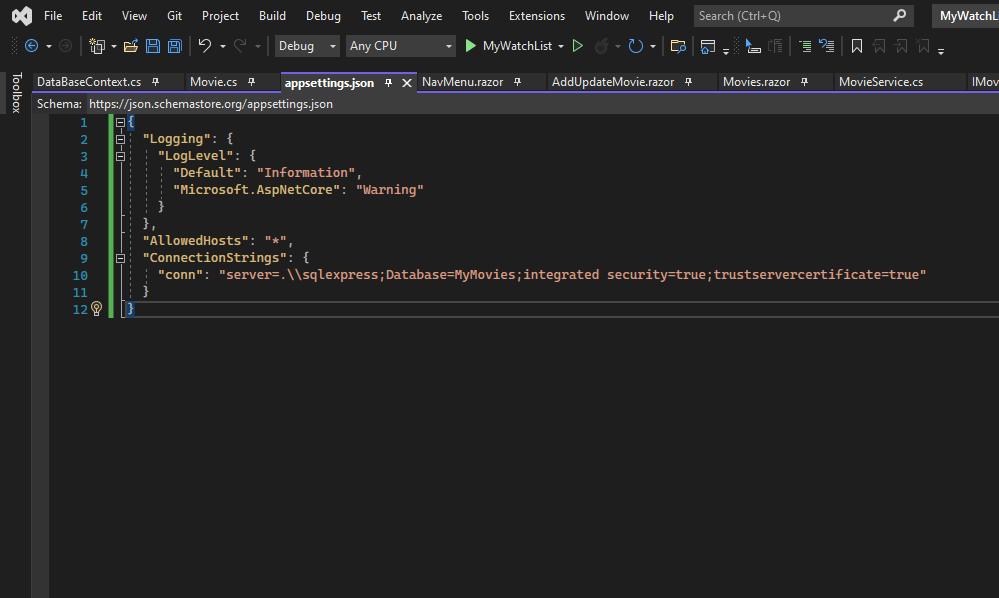 File Edit View Git Project Build Debug Test Analyze Tools Extensions Window Help Search (Ctrl+Q) MyWatchLi
Debug Any CPU MyWatchList
Toolbox
DataBaseContext.cs Movie.cs appsettings.json NavMenu.razor AddUpdateMovie.razor Movies.razor MovieService.cs IMov
Schema: https://json.schemastore.org/appsettings.json
1 {
2 "Logging": {
3 "LogLevel": {
4 "Default": "Information",
5 "Microsoft.AspNetCore": "Warning"
6 }
7 },
8 "AllowedHosts": "*",
9 "ConnectionStrings": {
10 "conn": "server=.\\sqlexpress;Database=MyMovies;integrated security=true;trustservercertificate=true"
11 }
12 }